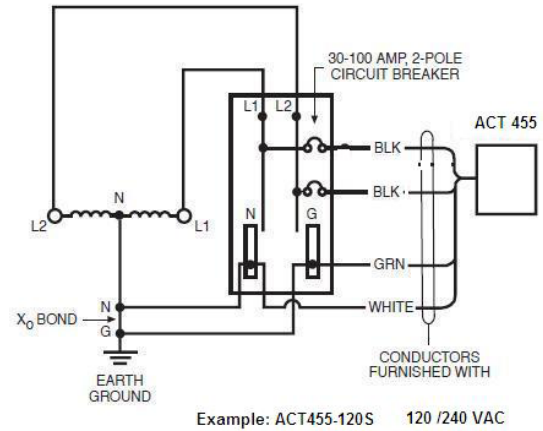 30-100 AMP, 2-POLE
CIRCUIT BREAKER
L1 L2
ACT 455
BLK
BLK
N
L2
L1
N G
GRN
N
WHITE
X₀ BOND
G
EARTH
GROUND
CONDUCTORS
FURNISHED WITH
Example: ACT455-120S 120 /240 VAC